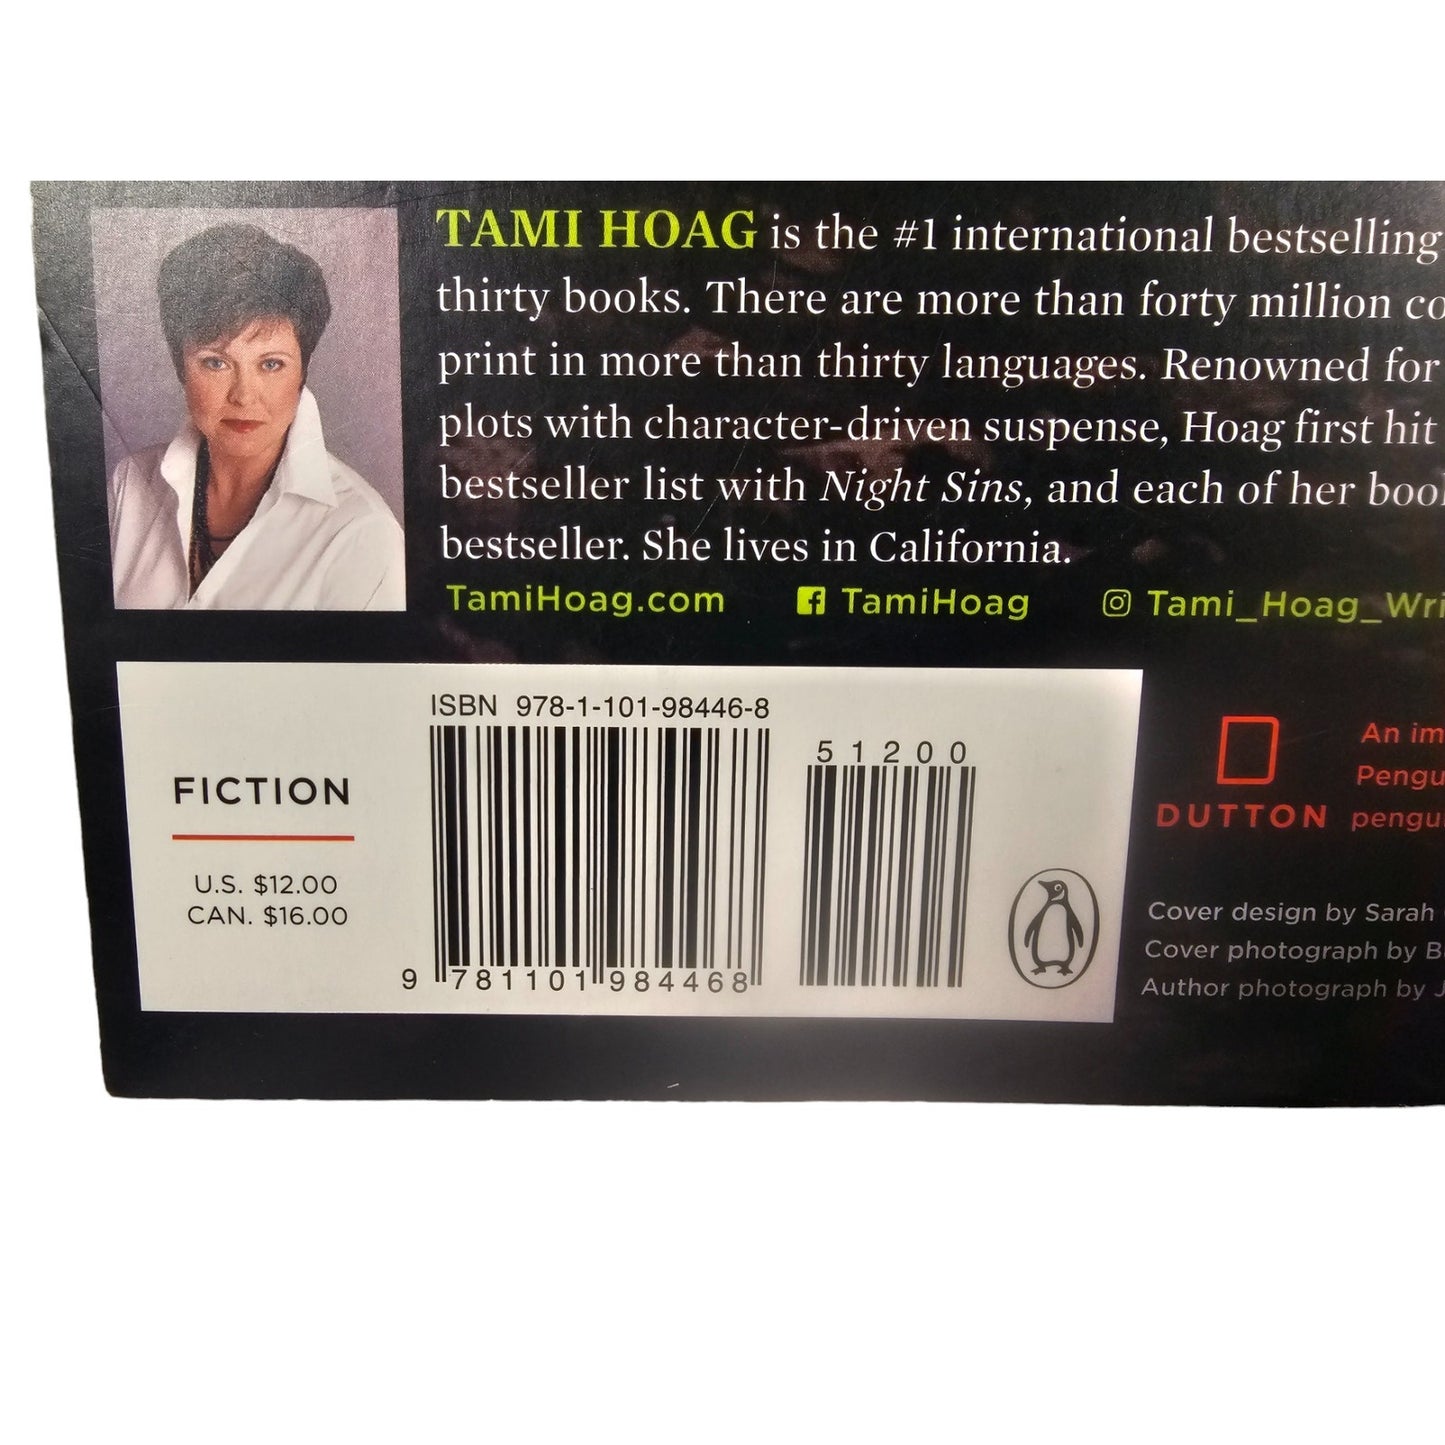 TAMI HOAG is the #1 international bestselling
thirty books. There are more than forty million
print in more than thirty languages. Renowned for
plots with character-driven suspense, Hoag first hit
bestseller list with Night Sins, and each of her
bestseller. She lives in California.
TamiHoag.com TamiHoag
ISBN 978-1-101-98446-8
51200
FICTION
U.S. $12.00
CAN. $16.00
9 781101 984468
An
DUTTON
Cover design by Sarah
Cover photograph by
Author photograph by